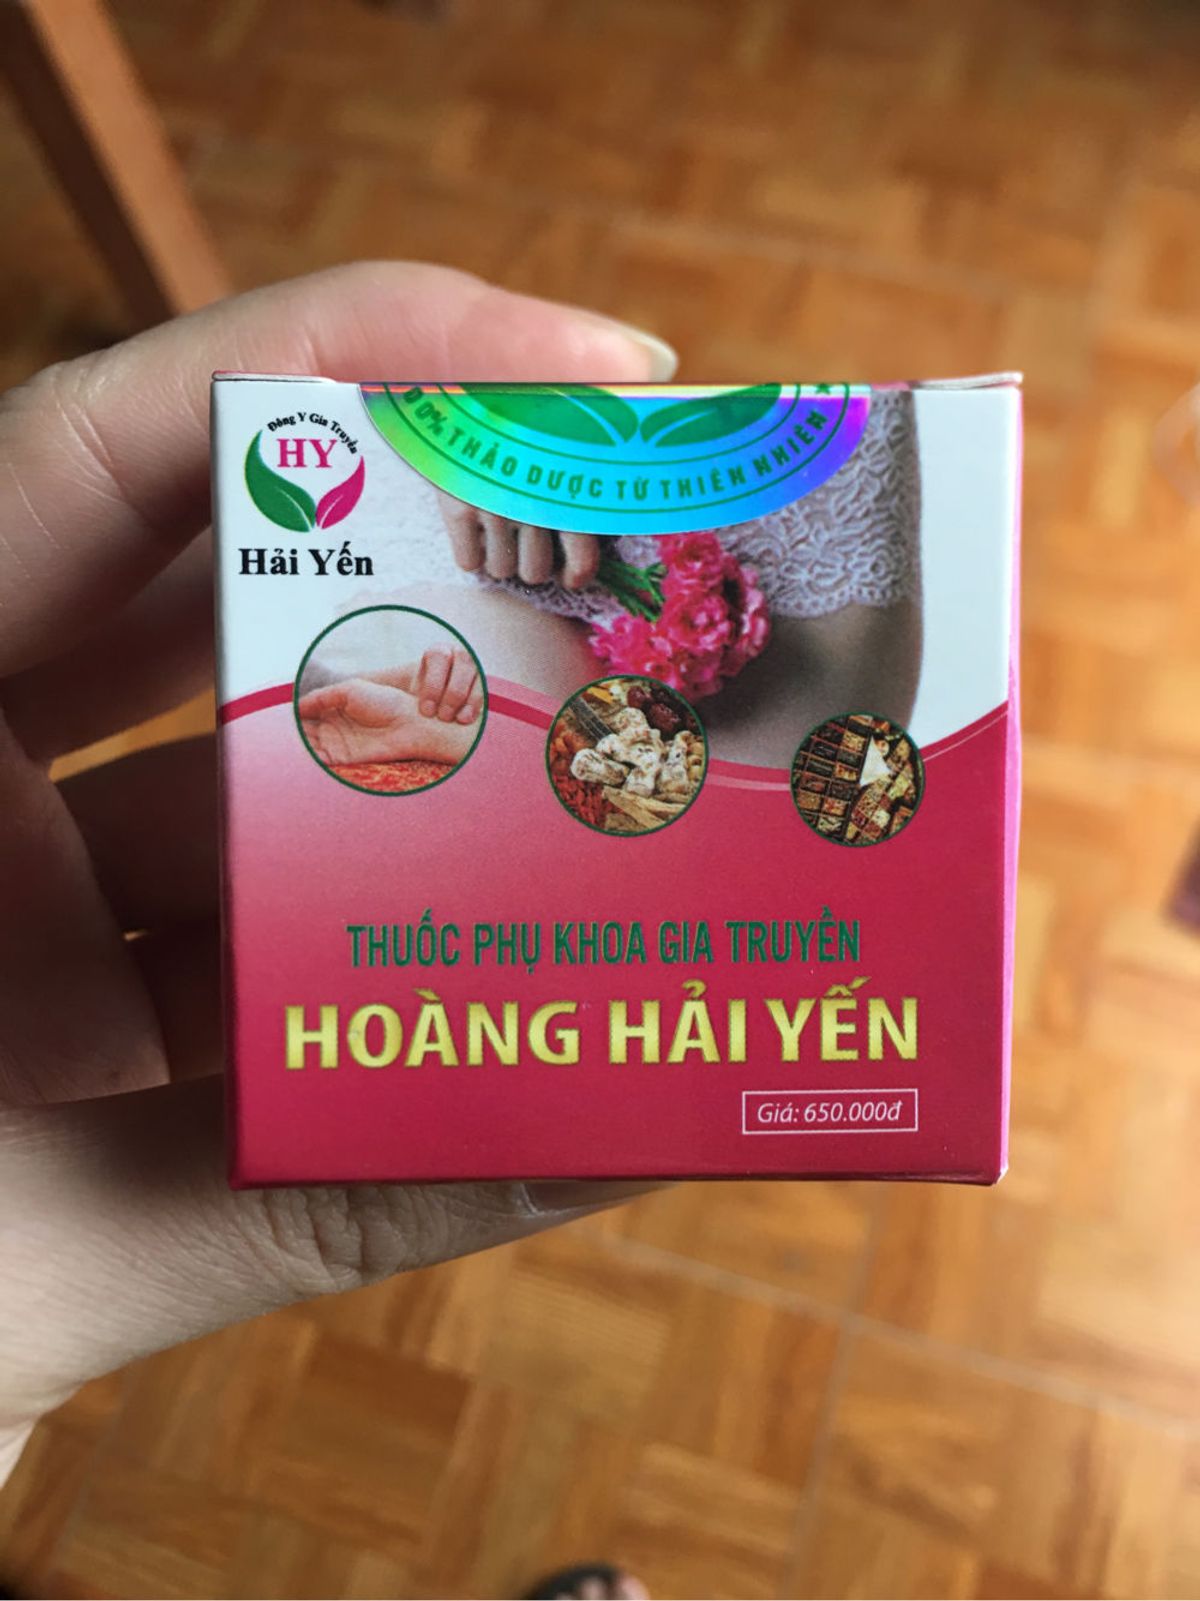 Đông Y Gia Truyền
HY
Hải Yến
00% THẢO DƯỢC TỪ THIÊN NHIÊN
THUỐC PHỤ KHOA GIA TRUYỀN
HOÀNG HẢI YẾN
Giá: 650.000đ